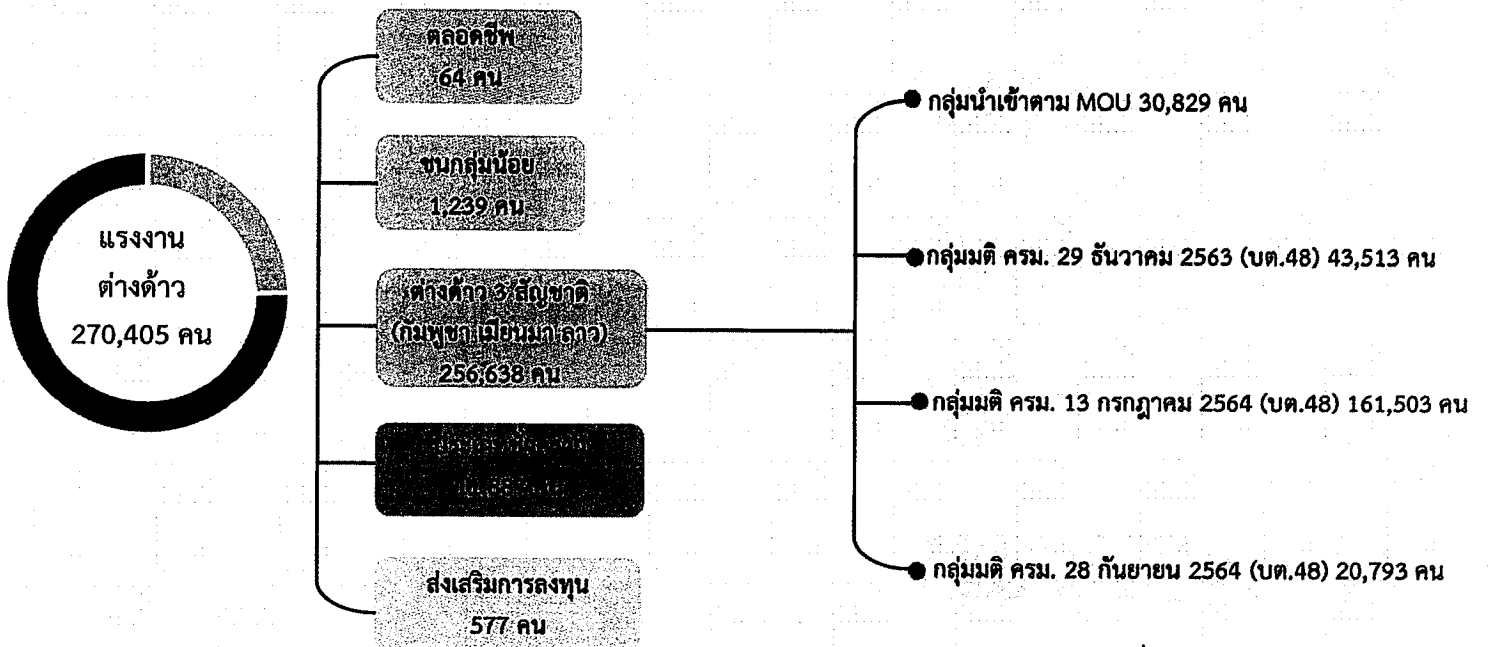 แรงงาน
ต่างด้าว
270,405 คน
ตลอดชีพ
64 คน
ชนกลุ่มน้อย
1,239 คน
ต่างด้าว 3 สัญชาติ
(กัมพูชา เมียนมา ลาว)
256,638 คน
ส่งเสริมการลงทุน
577 คน
กลุ่มนำเข้าตาม MOU 30,829 คน
กลุ่มมติ ครม. 29 ธันวาคม 2563 (บต.48) 43,513 คน
กลุ่มมติ ครม. 13 กรกฎาคม 2564 (บต.48) 161,503 คน
กลุ่มมติ ครม. 28 กันยายน 2564 (บต.48) 20,793 คน